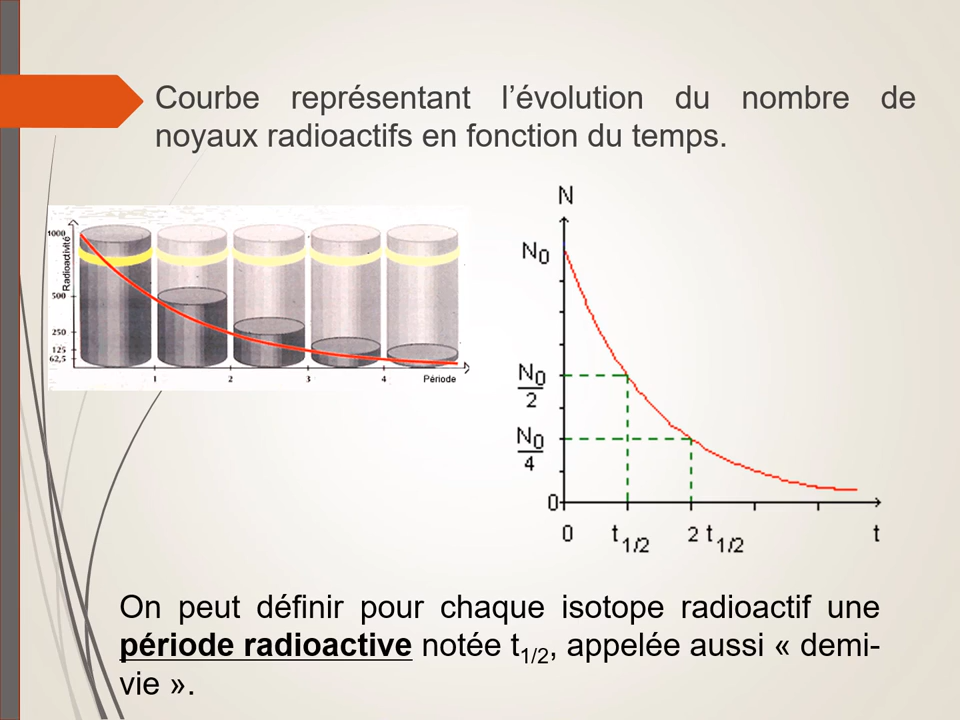 Courbe représentant l’évolution du nombre de
noyaux radioactifs en fonction du temps.
1000
500
250
125
62,5
Radioactivité
1 2 3 4 Période
N
N0
N0
2
N0
4
0
0 t1/2 2 t1/2 t
On peut définir pour chaque isotope radioactif une
période radioactive notée t1/2, appelée aussi « demi-
vie ».